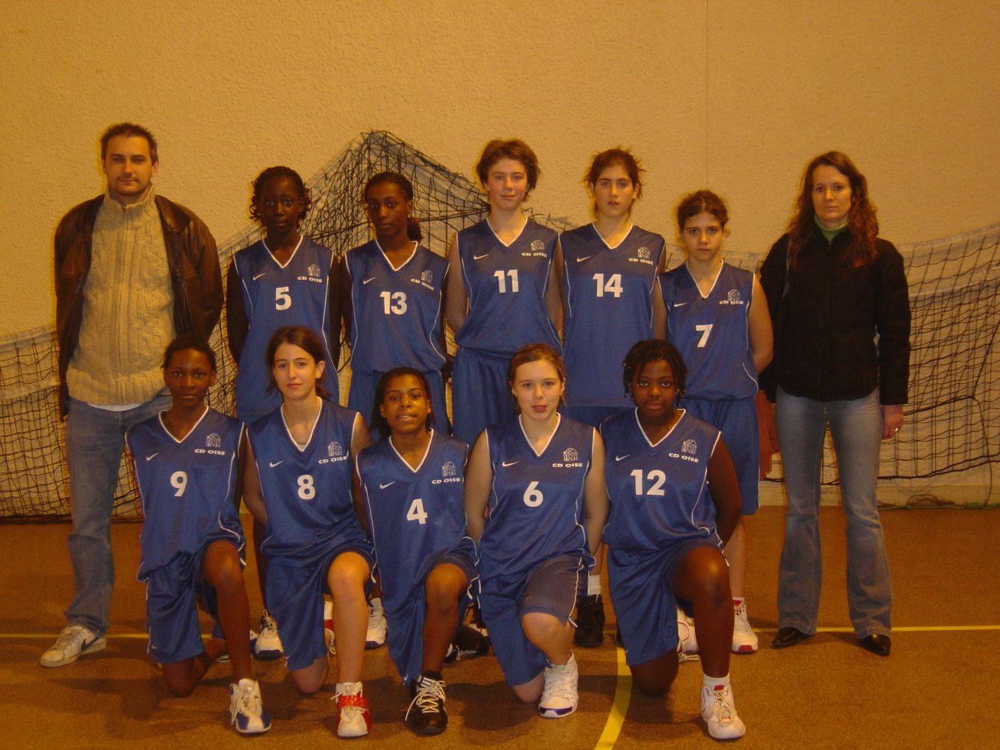 CD OISE
5
CD OISE
13
CD OISE
11
CD OISE
14
CD OISE
7
CD OISE
9
CD OISE
8
CD OISE
4
CD OISE
6
CD OISE
12